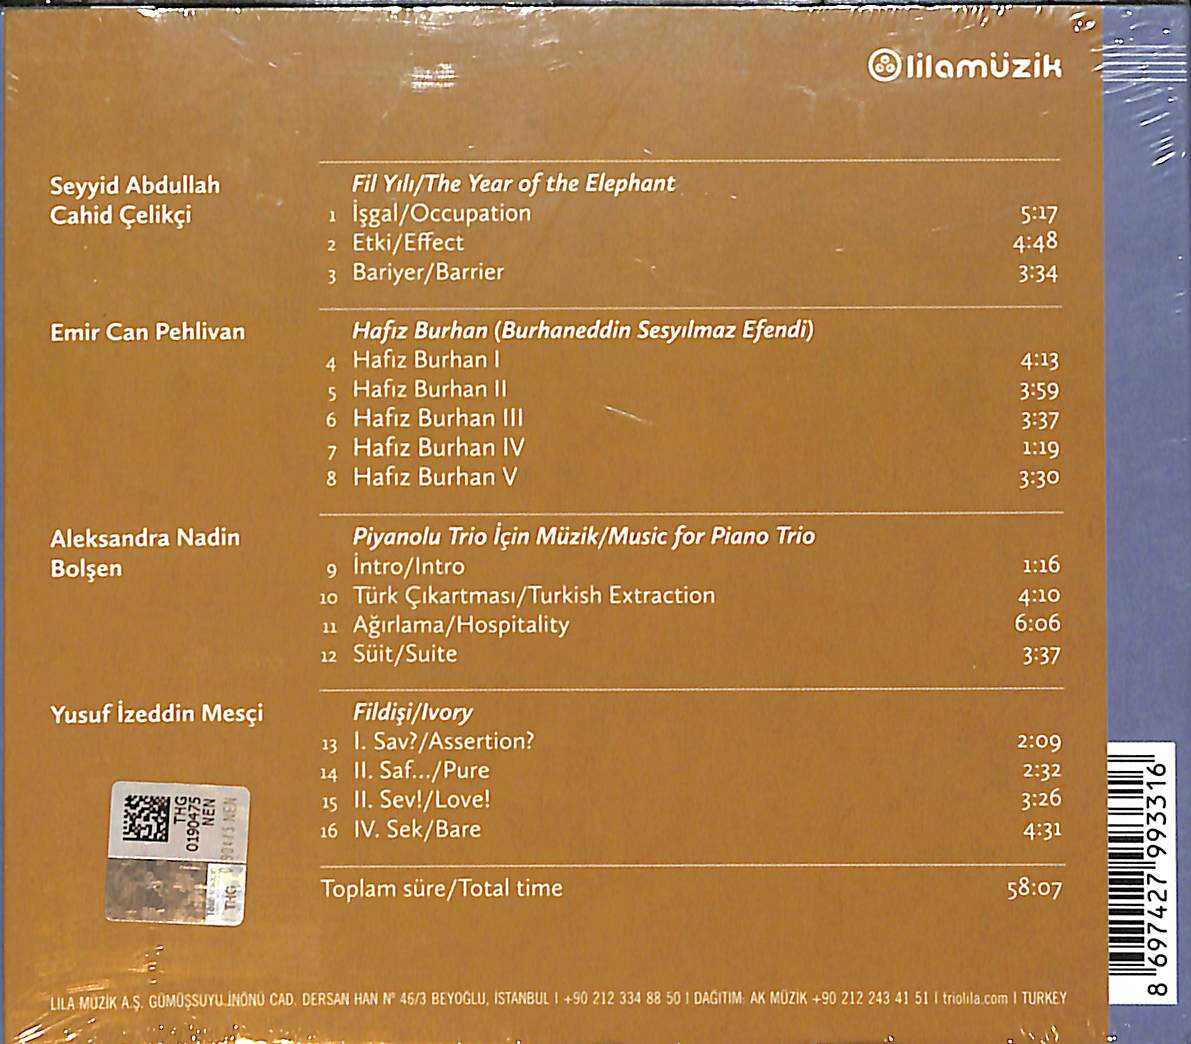 lilamüzik
Seyyid Abdullah
Cahid Çelikçi
Fil Yılı/The Year of the Elephant
1 İşgal/Occupation 5:17
2 Etki/Effect 4:48
3 Bariyer/Barrier 3:34
Emir Can Pehlivan
Hafız Burhan (Burhaneddin Sesyılmaz Efendi)
4 Hafız Burhan I 4:13
5 Hafız Burhan II 3:59
6 Hafız Burhan III 3:37
7 Hafız Burhan IV 1:19
8 Hafız Burhan V 3:30
Aleksandra Nadin
Bolşen
Piyanolu Trio İçin Müzik/Music for Piano Trio
9 İntro/Intro 1:16
10 Türk Çıkartması/Turkish Extraction 4:10
11 Ağırlama/Hospitality 6:06
12 Süit/Suite 3:37
Yusuf İzeddin Mesçi
Fildişi/Ivory
13 I. Sav?/Assertion? 2:09
14 II. Saf.../Pure 2:32
15 II. Sev!/Love! 3:26
16 IV. Sek/Bare 4:31
Toplam süre/Total time 58:07
THG
0190475
NEN
LILA MÜZİK A.Ş. GÜMÜŞSUYU İNÖNÜ CAD. DERSAN HAN Nº 46/3 BEYOĞLU, İSTANBUL I +90 212 334 88 50 I DAĞITIM: AK MÜZİK +90 212 243 41 51 I triolila.com I TURKEY
8 697427 993316